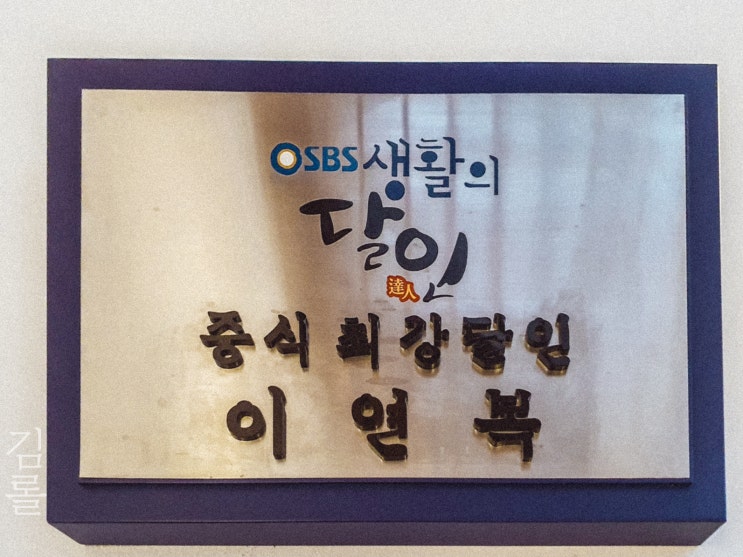 SBS 생활의
달인
達人
중식 최강달인
이연복
김롤